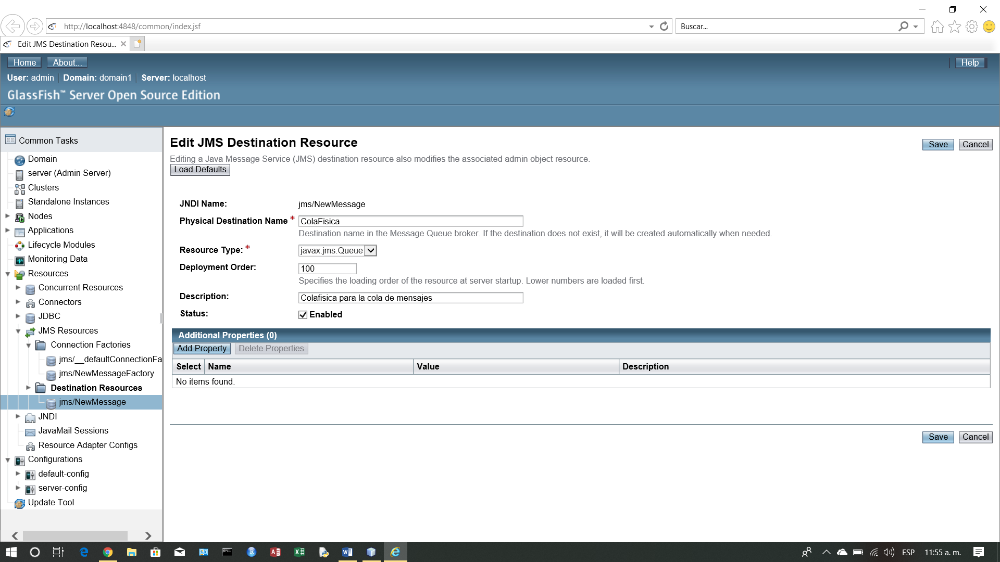 http://localhost:4848/common/index.jsf
Buscar...
Edit JMS Destination Resou...
Home About... Help
User: admin Domain: domain1 Server: localhost
GlassFish™ Server Open Source Edition
Common Tasks
Domain
server (Admin Server)
Clusters
Standalone Instances
Nodes
Applications
Lifecycle Modules
Monitoring Data
Resources
Concurrent Resources
Connectors
JDBC
JMS Resources
Connection Factories
jms/__defaultConnectionFa
jms/NewMessageFactory
Destination Resources
jms/NewMessage
JNDI
JavaMail Sessions
Resource Adapter Configs
Configurations
default-config
server-config
Update Tool
Edit JMS Destination Resource
Save Cancel
Editing a Java Message Service (JMS) destination resource also modifies the associated admin object resource.
Load Defaults
JNDI Name: jms/NewMessage
Physical Destination Name * ColaFisica
Destination name in the Message Queue broker. If the destination does not exist, it will be created automatically when needed.
Resource Type: * javax.jms.Queue
Deployment Order: 100
Specifies the loading order of the resource at server startup. Lower numbers are loaded first.
Description: Colafisica para la cola de mensajes
Status: Enabled
Additional Properties (0)
Add Property Delete Properties
Select Name Value Description
No items found.
Save Cancel
ESP 11:55 a. m.